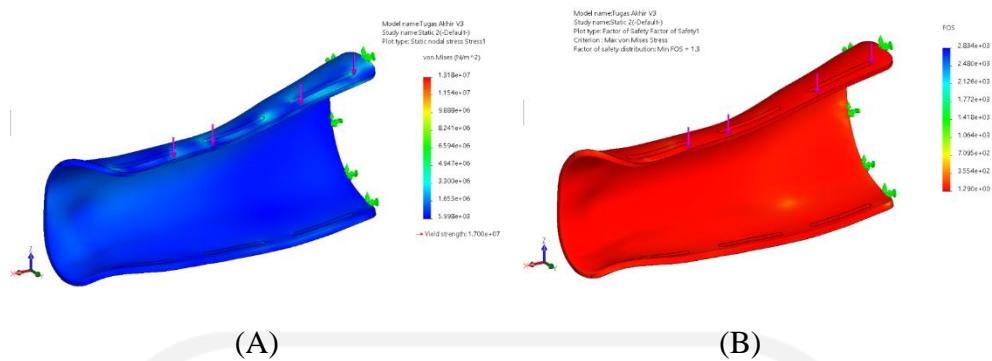 Model name:Tugas Akhir V3
Study name:Static 2(-Default-)
Plot type: Static nodal stress Stress1
von Mises (N/m^2)
1.318e+07
1.154e+07
9.888e+06
8.241e+06
6.594e+06
4.947e+06
3.300e+06
1.653e+06
5.998e+03
Yield strength: 1.700e+07
(A)
Model name:Tugas Akhir V3
Study name:Static 2(-Default-)
Plot type: Factor of Safety Factor of Safety1
Criterion : Max von Mises Stress
Factor of safety distribution: Min FOS = 1.3
FOS
2.834e+03
2.480e+03
2.126e+03
1.772e+03
1.418e+03
1.064e+03
7.095e+02
3.554e+02
1.290e+00
(B)